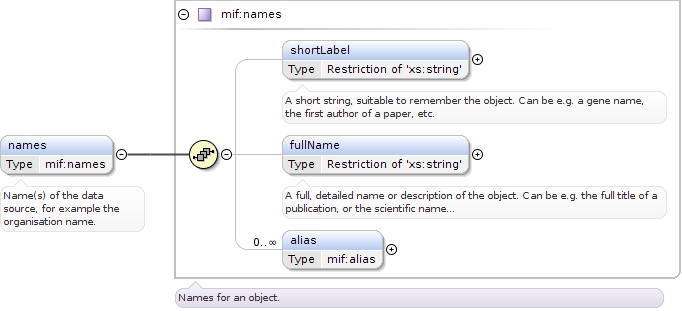 mif:names
shortLabel
Type Restriction of 'xs:string'
A short string, suitable to remember the object. Can be e.g. a gene name,
the first author of a paper, etc.
names
Type mif:names
Name(s) of the data
source, for example the
organisation name.
fullName
Type Restriction of 'xs:string'
A full, detailed name or description of the object. Can be e.g. the full title of a
publication, or the scientific name...
0..∞
alias
Type mif:alias
Names for an object.